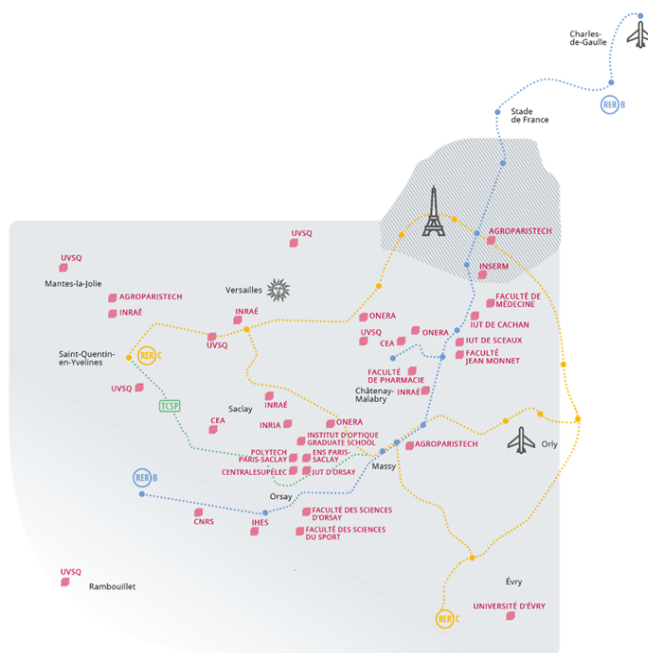 Charles-
de-Gaulle
RER B
Stade
de France
AGROPARISTECH
UVSQ
UVSQ
INSERM
Mantes-la-Jolie
Versailles
AGROPARISTECH
FACULTÉ DE
MÉDECINE
INRAÉ
INRAÉ
ONERA
IUT DE CACHAN
UVSQ
UVSQ
ONERA
CEA
IUT DE SCEAUX
Saint-Quentin-
en-Yvelines
RER C
FACULTÉ
JEAN MONNET
FACULTÉ
DE PHARMACIE
UVSQ
Châtenay-
Malabry
INRAÉ
TCSP
Saclay
INRAÉ
CEA
INRIA
ONERA
INSTITUT D'OPTIQUE
GRADUATE SCHOOL
AGROPARISTECH
Orly
POLYTECH
PARIS-SACLAY
ENS PARIS-
SACLAY
Massy
CENTRALESUPÉLEC
IUT D'ORSAY
RER B
Orsay
CNRS
IHES
FACULTÉ DES SCIENCES
D'ORSAY
FACULTÉ DES SCIENCES
DU SPORT
UVSQ
Rambouillet
Évry
UNIVERSITÉ D'ÉVRY
RER C